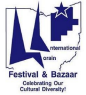 International
Lorain
Festival & Bazaar
Celebrating Our
Cultural Diversity!